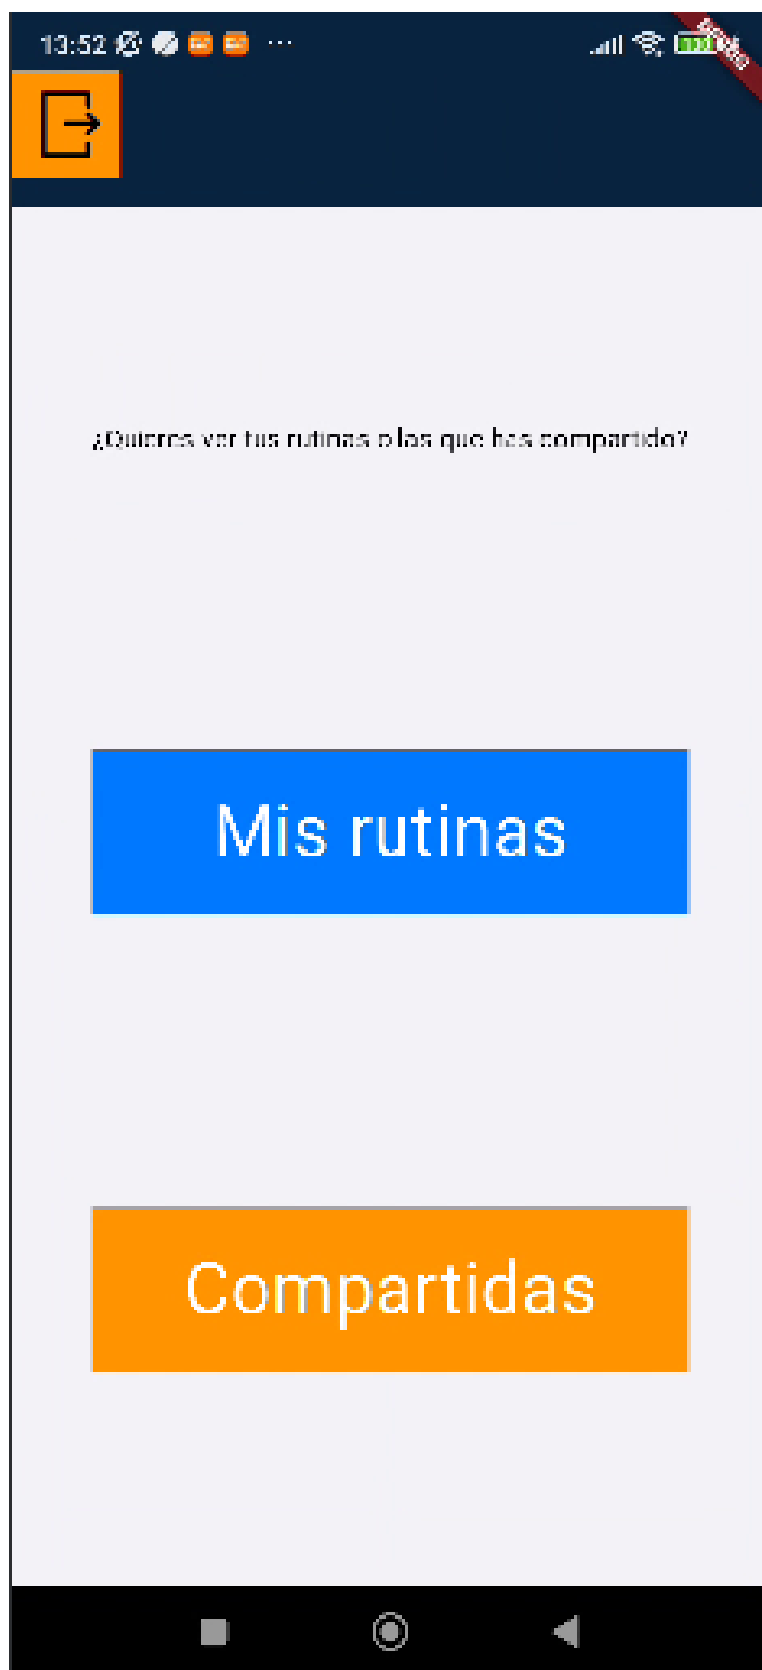 13:52
¿Quieres ver tus rutinas o las que has compartido?
Mis rutinas
Compartidas